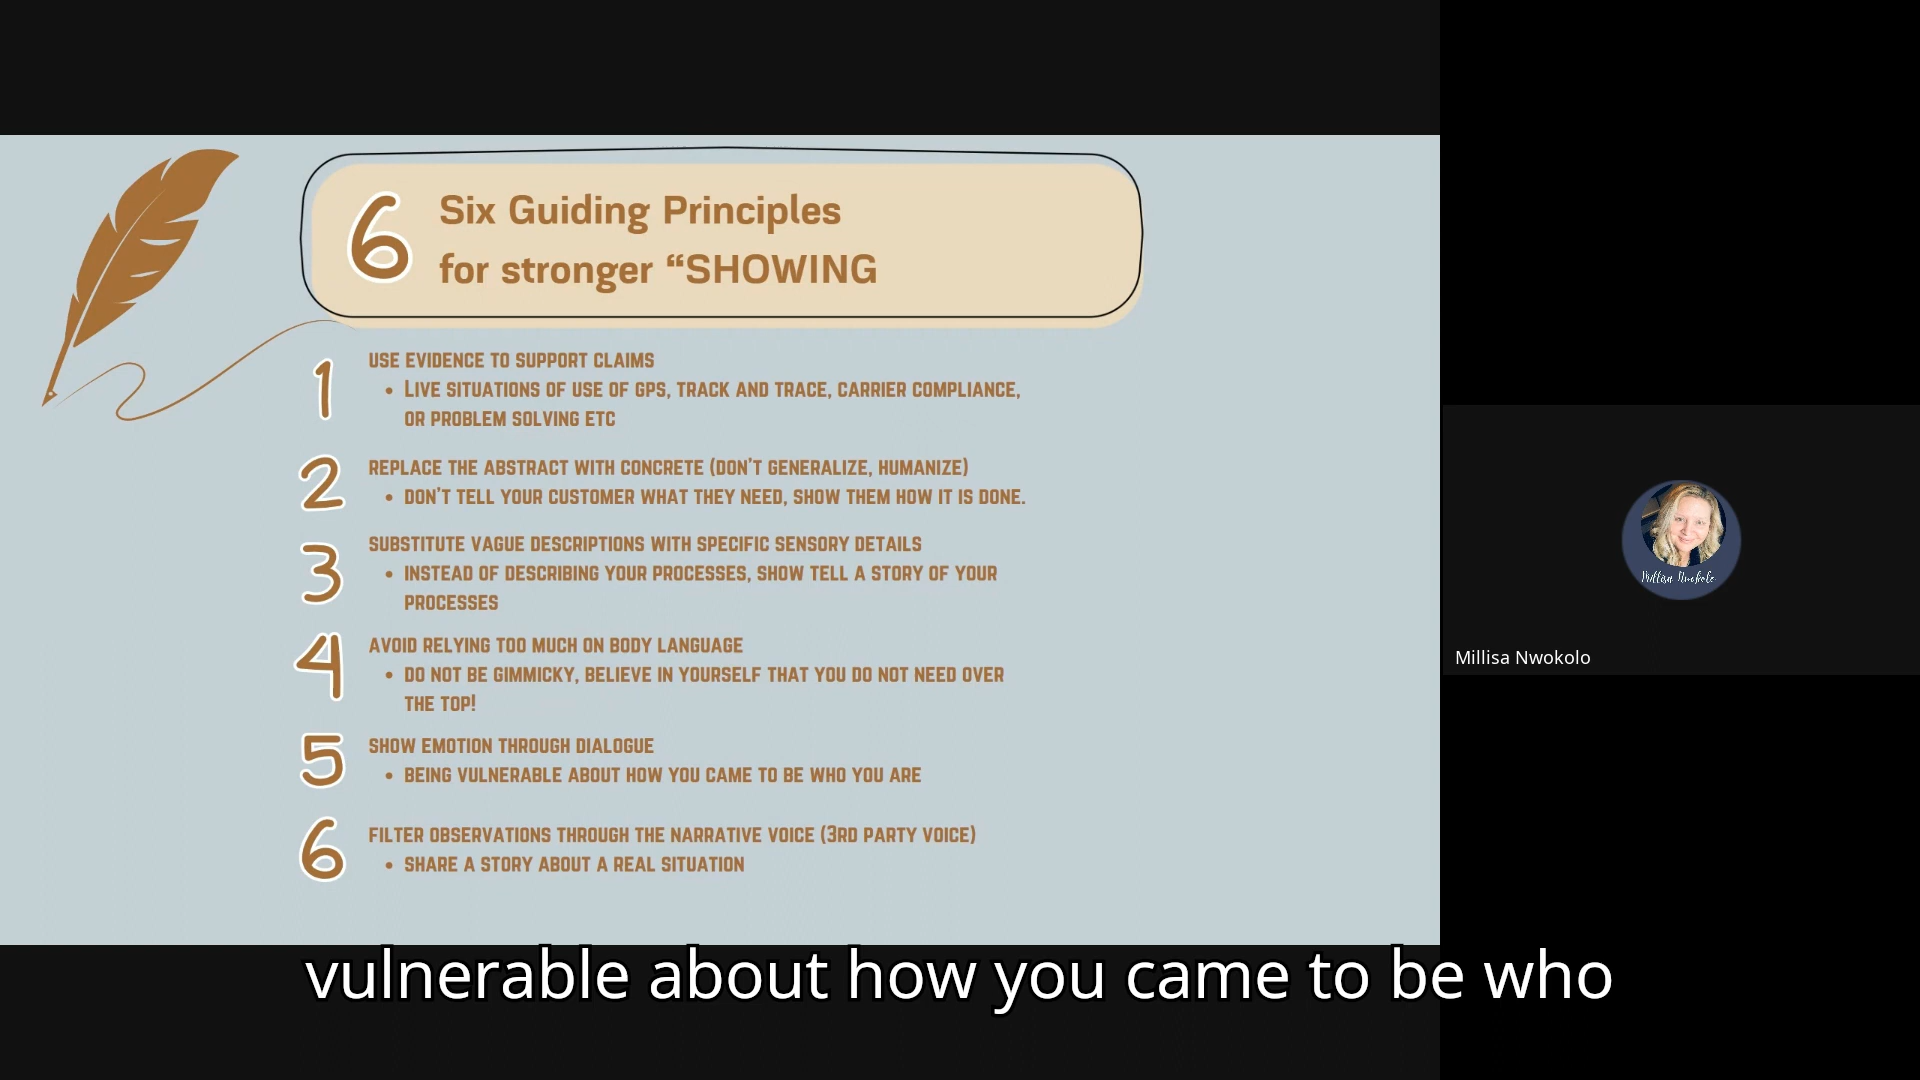 6
Six Guiding Principles
for stronger “SHOWING
1
USE EVIDENCE TO SUPPORT CLAIMS
• LIVE SITUATIONS OF USE OF GPS, TRACK AND TRACE, CARRIER COMPLIANCE,
OR PROBLEM SOLVING ETC
2
REPLACE THE ABSTRACT WITH CONCRETE (DON'T GENERALIZE, HUMANIZE)
• DON'T TELL YOUR CUSTOMER WHAT THEY NEED, SHOW THEM HOW IT IS DONE.
3
SUBSTITUTE VAGUE DESCRIPTIONS WITH SPECIFIC SENSORY DETAILS
• INSTEAD OF DESCRIBING YOUR PROCESSES, SHOW TELL A STORY OF YOUR
PROCESSES
4
AVOID RELYING TOO MUCH ON BODY LANGUAGE
• DO NOT BE GIMMICKY, BELIEVE IN YOURSELF THAT YOU DO NOT NEED OVER
THE TOP!
5
SHOW EMOTION THROUGH DIALOGUE
• BEING VULNERABLE ABOUT HOW YOU CAME TO BE WHO YOU ARE
6
FILTER OBSERVATIONS THROUGH THE NARRATIVE VOICE (3RD PARTY VOICE)
• SHARE A STORY ABOUT A REAL SITUATION
Millisa Nwokolo
Millisa Nwokolo
vulnerable about how you came to be who